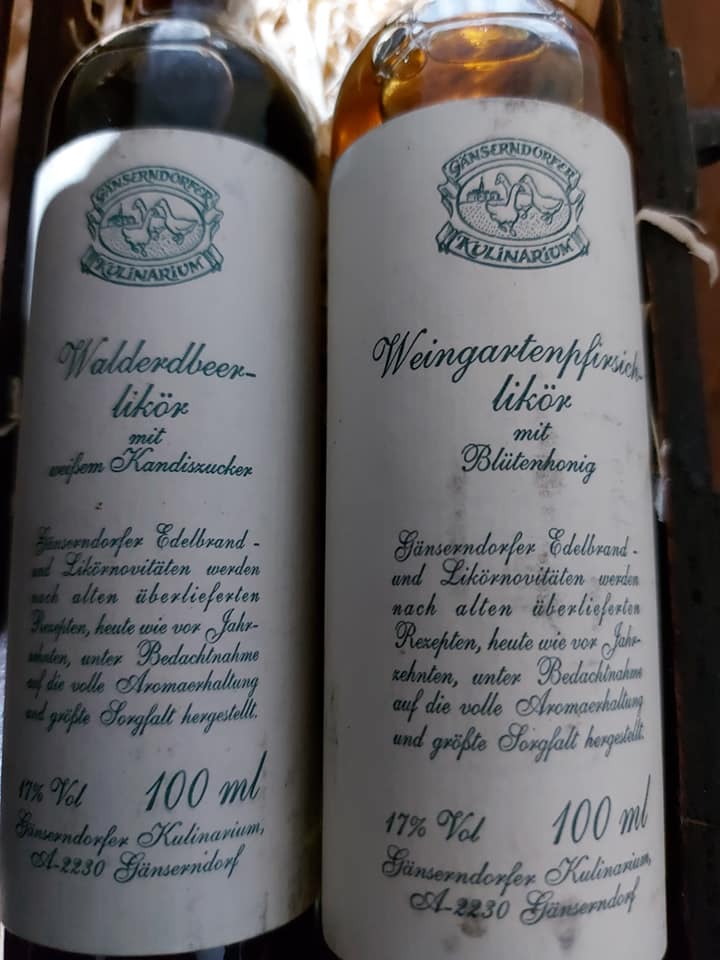 GÄNSERNDORFER
KULINARIUM
Walderdbeer-
likör
mit
weißem Kandiszucker
Gänserndorfer Edelbrand-
und Likörnovitäten werden
nach alten überlieferten
Rezepten, heute wie vor Jahr-
zehnten, unter Bedachtnahme
auf die volle Aromaerhaltung
und größte Sorgfalt hergestellt.
17% Vol 100 ml
Gänserndorfer Kulinarium,
A-2230 Gänserndorf
GÄNSERNDORFER
KULINARIUM
Weingartenpfirsich-
likör
mit
Blütenhonig
Gänserndorfer Edelbrand-
und Likörnovitäten werden
nach alten überlieferten
Rezepten, heute wie vor Jahr-
zehnten, unter Bedachtnahme
auf die volle Aromaerhaltung
und größte Sorgfalt hergestellt.
17% Vol 100 ml
Gänserndorfer Kulinarium,
A-2230 Gänserndorf